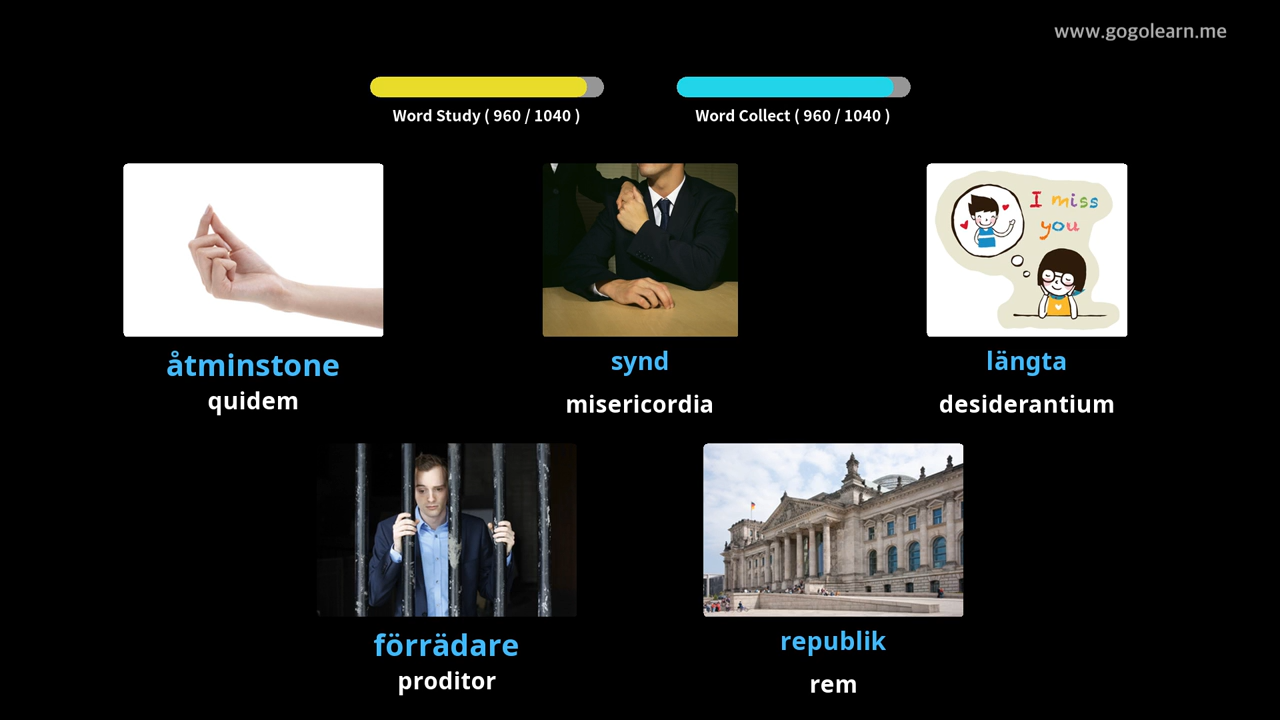 www.gogolearn.me
Word Study ( 960 / 1040 )
Word Collect ( 960 / 1040 )
I miss
you
åtminstone
quidem
synd
misericordia
längta
desiderantium
förrädare
proditor
republik
rem